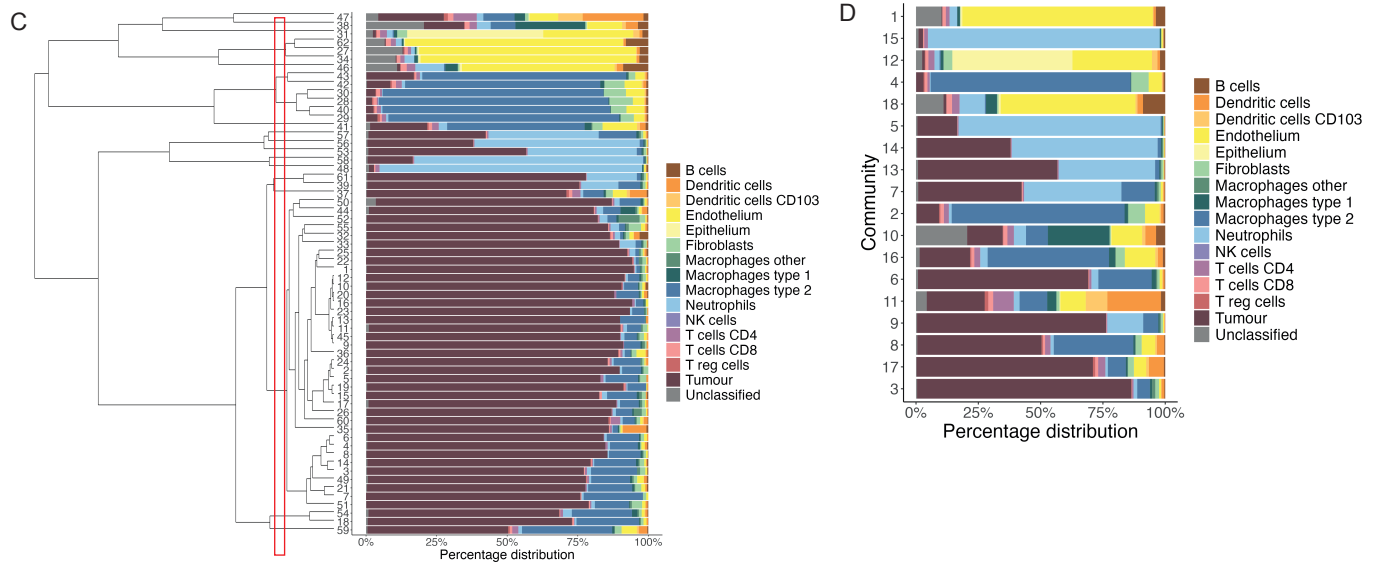 C
47
38
31
62
27
34
46
43
42
30
28
40
29
41
57
56
53
58
48
61
39
37
50
44
52
55
32
33
25
22
1
12
10
20
16
23
13
11
45
9
36
24
2
5
19
15
17
26
60
35
6
4
8
14
3
49
21
7
51
54
18
59
0% 25% 50% 75% 100%
Percentage distribution
B cells
Dendritic cells
Dendritic cells CD103
Endothelium
Epithelium
Fibroblasts
Macrophages other
Macrophages type 1
Macrophages type 2
Neutrophils
NK cells
T cells CD4
T cells CD8
T reg cells
Tumour
Unclassified
D
Community
1
15
12
4
18
5
14
13
7
2
10
16
6
11
9
8
17
3
0% 25% 50% 75% 100%
Percentage distribution
B cells
Dendritic cells
Dendritic cells CD103
Endothelium
Epithelium
Fibroblasts
Macrophages other
Macrophages type 1
Macrophages type 2
Neutrophils
NK cells
T cells CD4
T cells CD8
T reg cells
Tumour
Unclassified